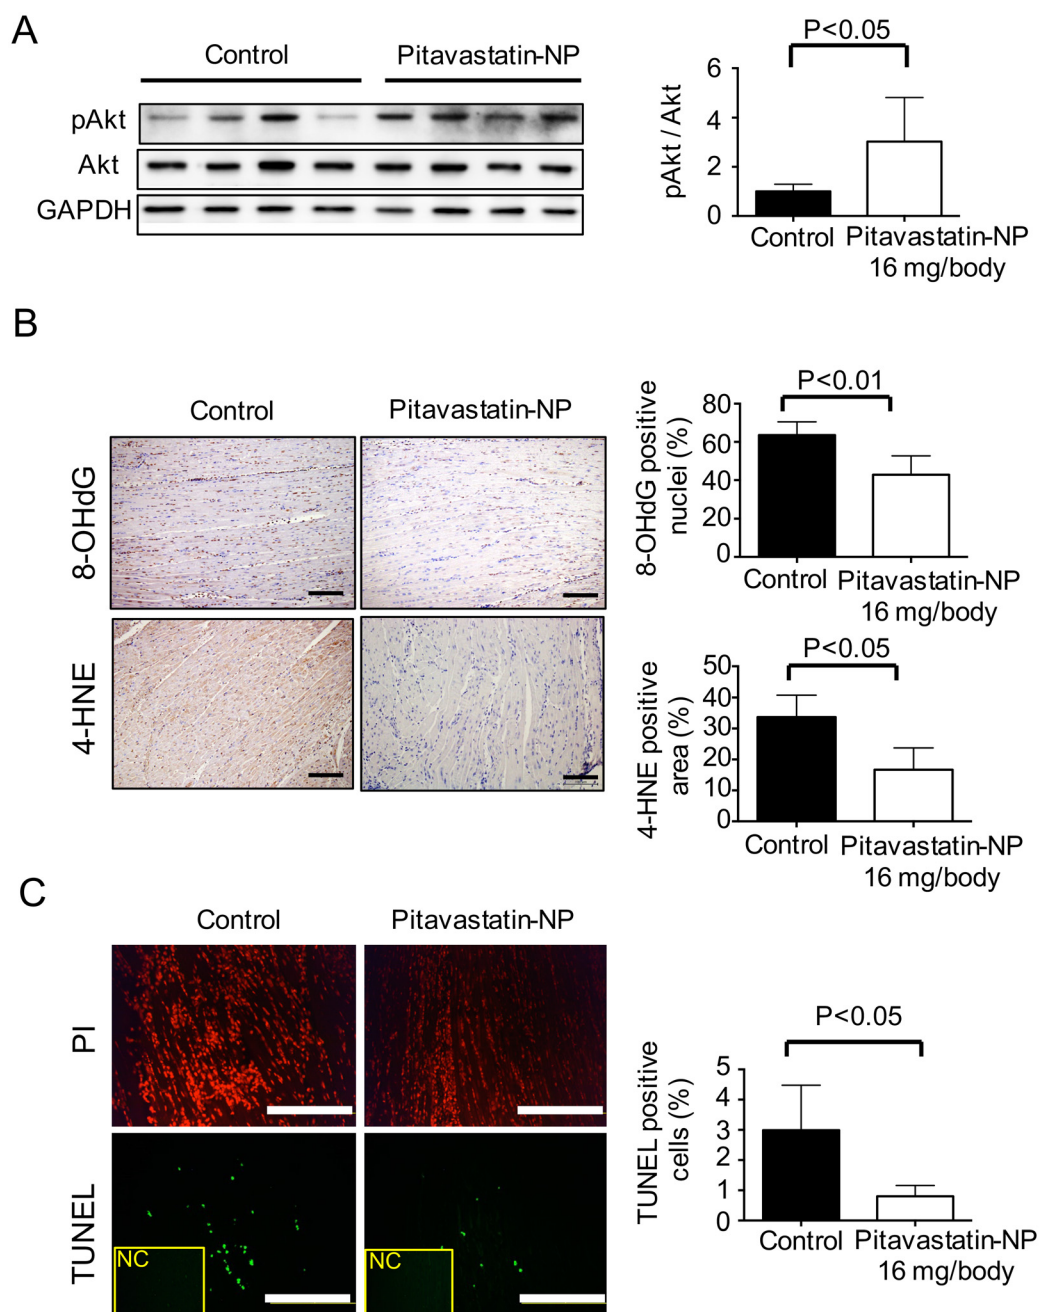 A
Control
Pitavastatin-NP
pAkt
Akt
GAPDH
P<0.05
pAkt / Akt
6
4
2
0
Control
Pitavastatin-NP
16 mg/body
B
Control
Pitavastatin-NP
8-OHdG
4-HNE
P<0.01
8-OHdG positive
nuclei (%)
80
60
40
20
0
Control
Pitavastatin-NP
16 mg/body
P<0.05
4-HNE positive
area (%)
50
40
30
20
10
0
Control
Pitavastatin-NP
16 mg/body
C
Control
Pitavastatin-NP
PI
TUNEL
NC
NC
P<0.05
TUNEL positive
cells (%)
5
4
3
2
1
0
Control
Pitavastatin-NP
16 mg/body